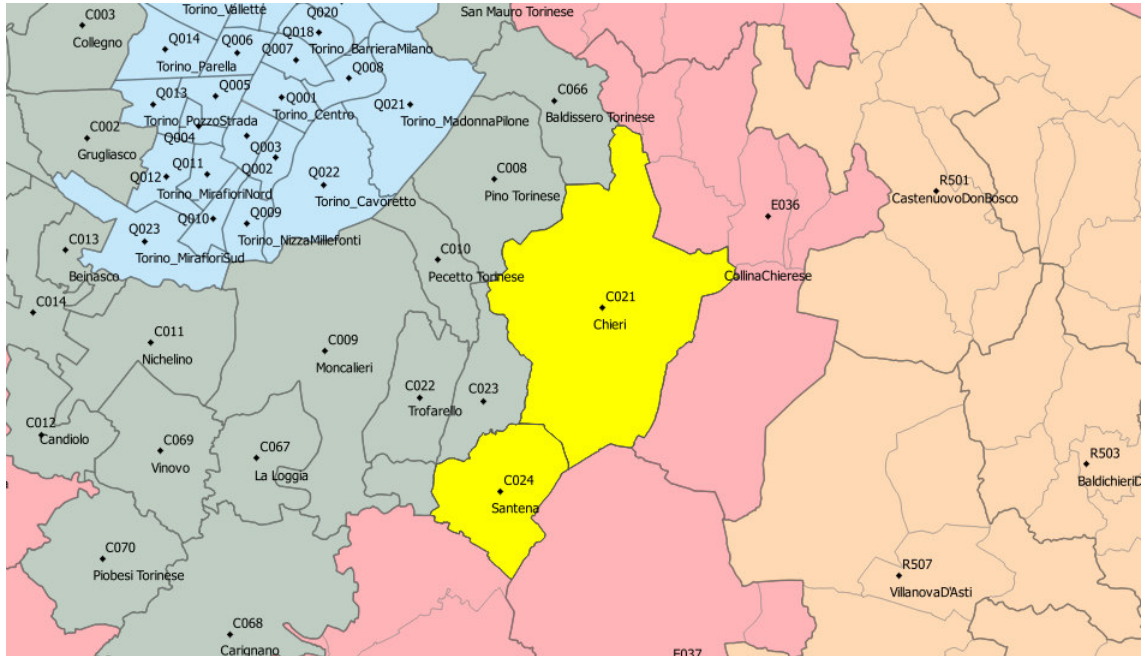 C003
Collegno
Torino_Vallette
Q020
Q018
Torino_BarrieraMilano
Q014
Torino_Parella
Q006
Q007
Q008
San Mauro Torinese
C066
Baldissero Torinese
Q013
Torino_PozzoStrada
Q005
Q001
Torino_Centro
Q021
Torino_MadonnaPilone
C002
Grugliasco
Q004
Q003
Q002
Q012
Q011
Torino_MirafioriNord
Q022
Torino_Cavoretto
C008
Pino Torinese
R501
CastenuovoDonBosco
E036
CollinaChierese
Q010
Q009
Torino_NizzaMillefonti
Q023
Torino_MirafioriSud
C013
Beinasco
C010
Pecetto Torinese
C014
C021
Chieri
C011
Nichelino
C009
Moncalieri
C022
Trofarello
C023
C012
Candiolo
C069
Vinovo
C067
La Loggia
R503
BaldichieriD
C024
Santena
C070
Piobesi Torinese
R507
VillanovaD'Asti
C068
Carignano
E037